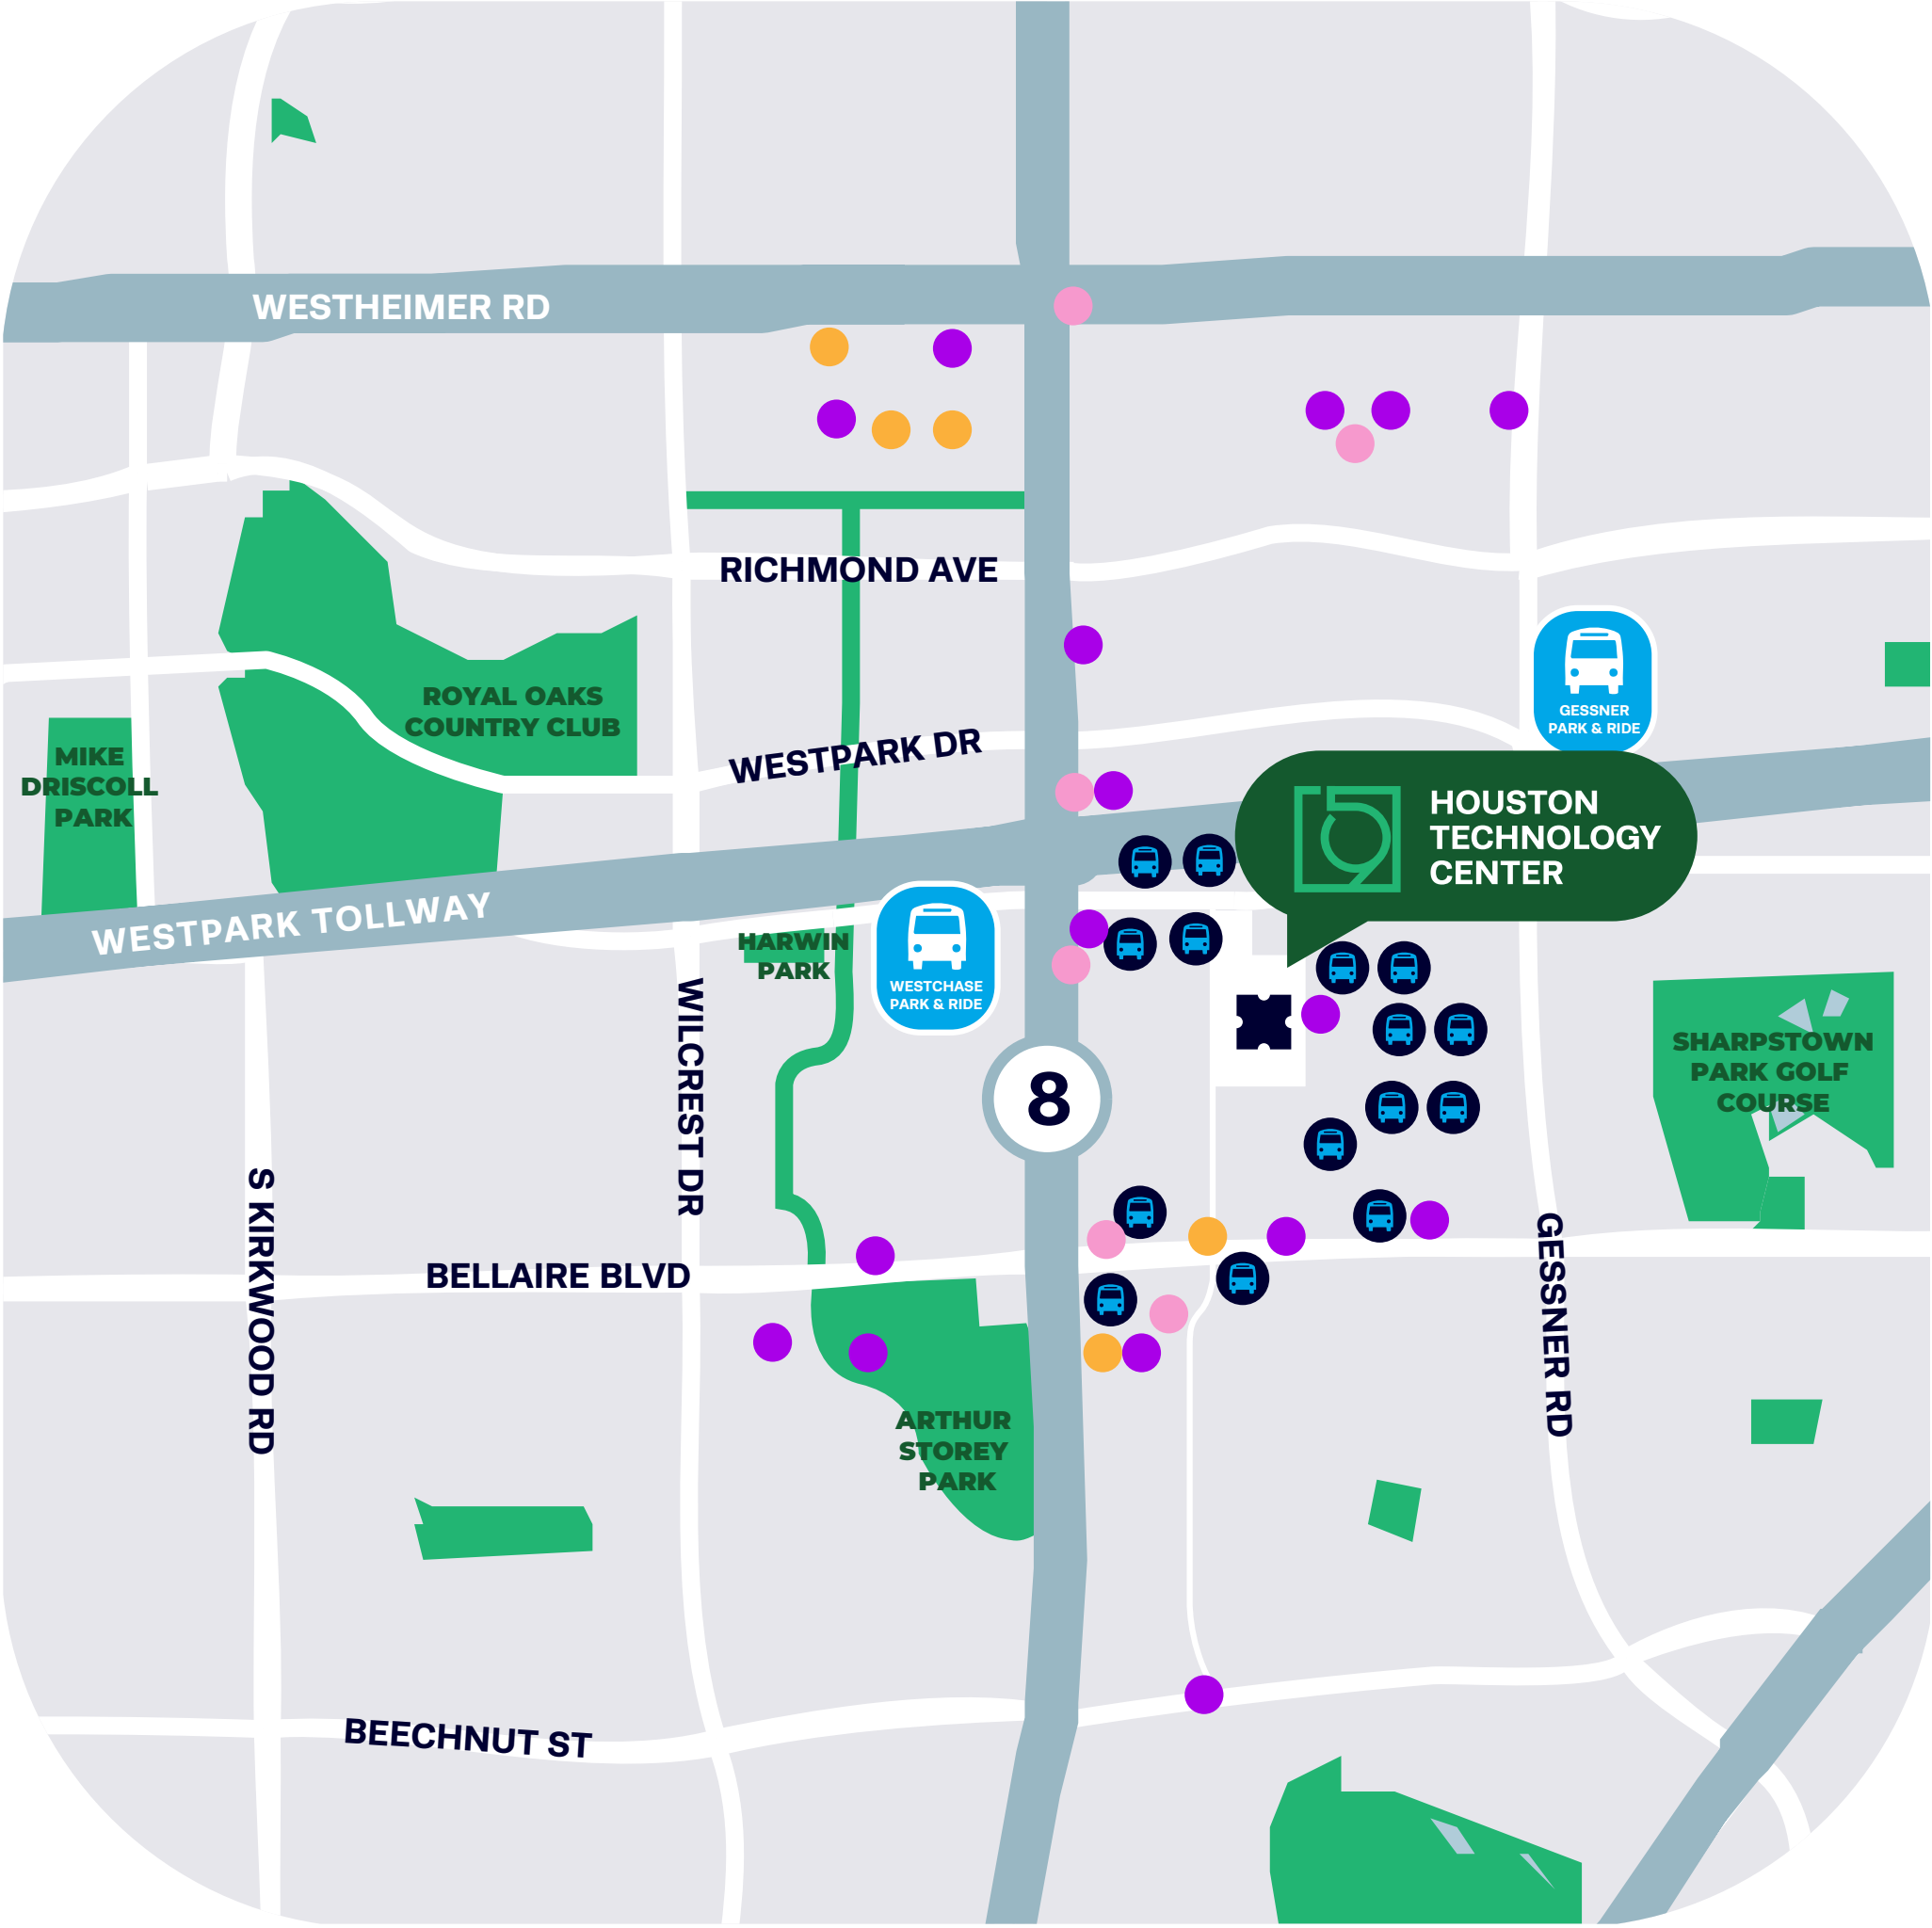 WESTHEIMER RD
RICHMOND AVE
GESSNER
PARK & RIDE
ROYAL OAKS
COUNTRY CLUB
WESTPARK DR
MIKE
DRISCOLL
PARK
HOUSTON
TECHNOLOGY
CENTER
WESTPARK TOLLWAY
HARWIN
PARK
WESTCHASE
PARK & RIDE
WILCREST DR
8
SHARPSTOWN
PARK GOLF
COURSE
S KIRKWOOD RD
BELLAIRE BLVD
GESSNER RD
ARTHUR
STOREY
PARK
BEECHNUT ST